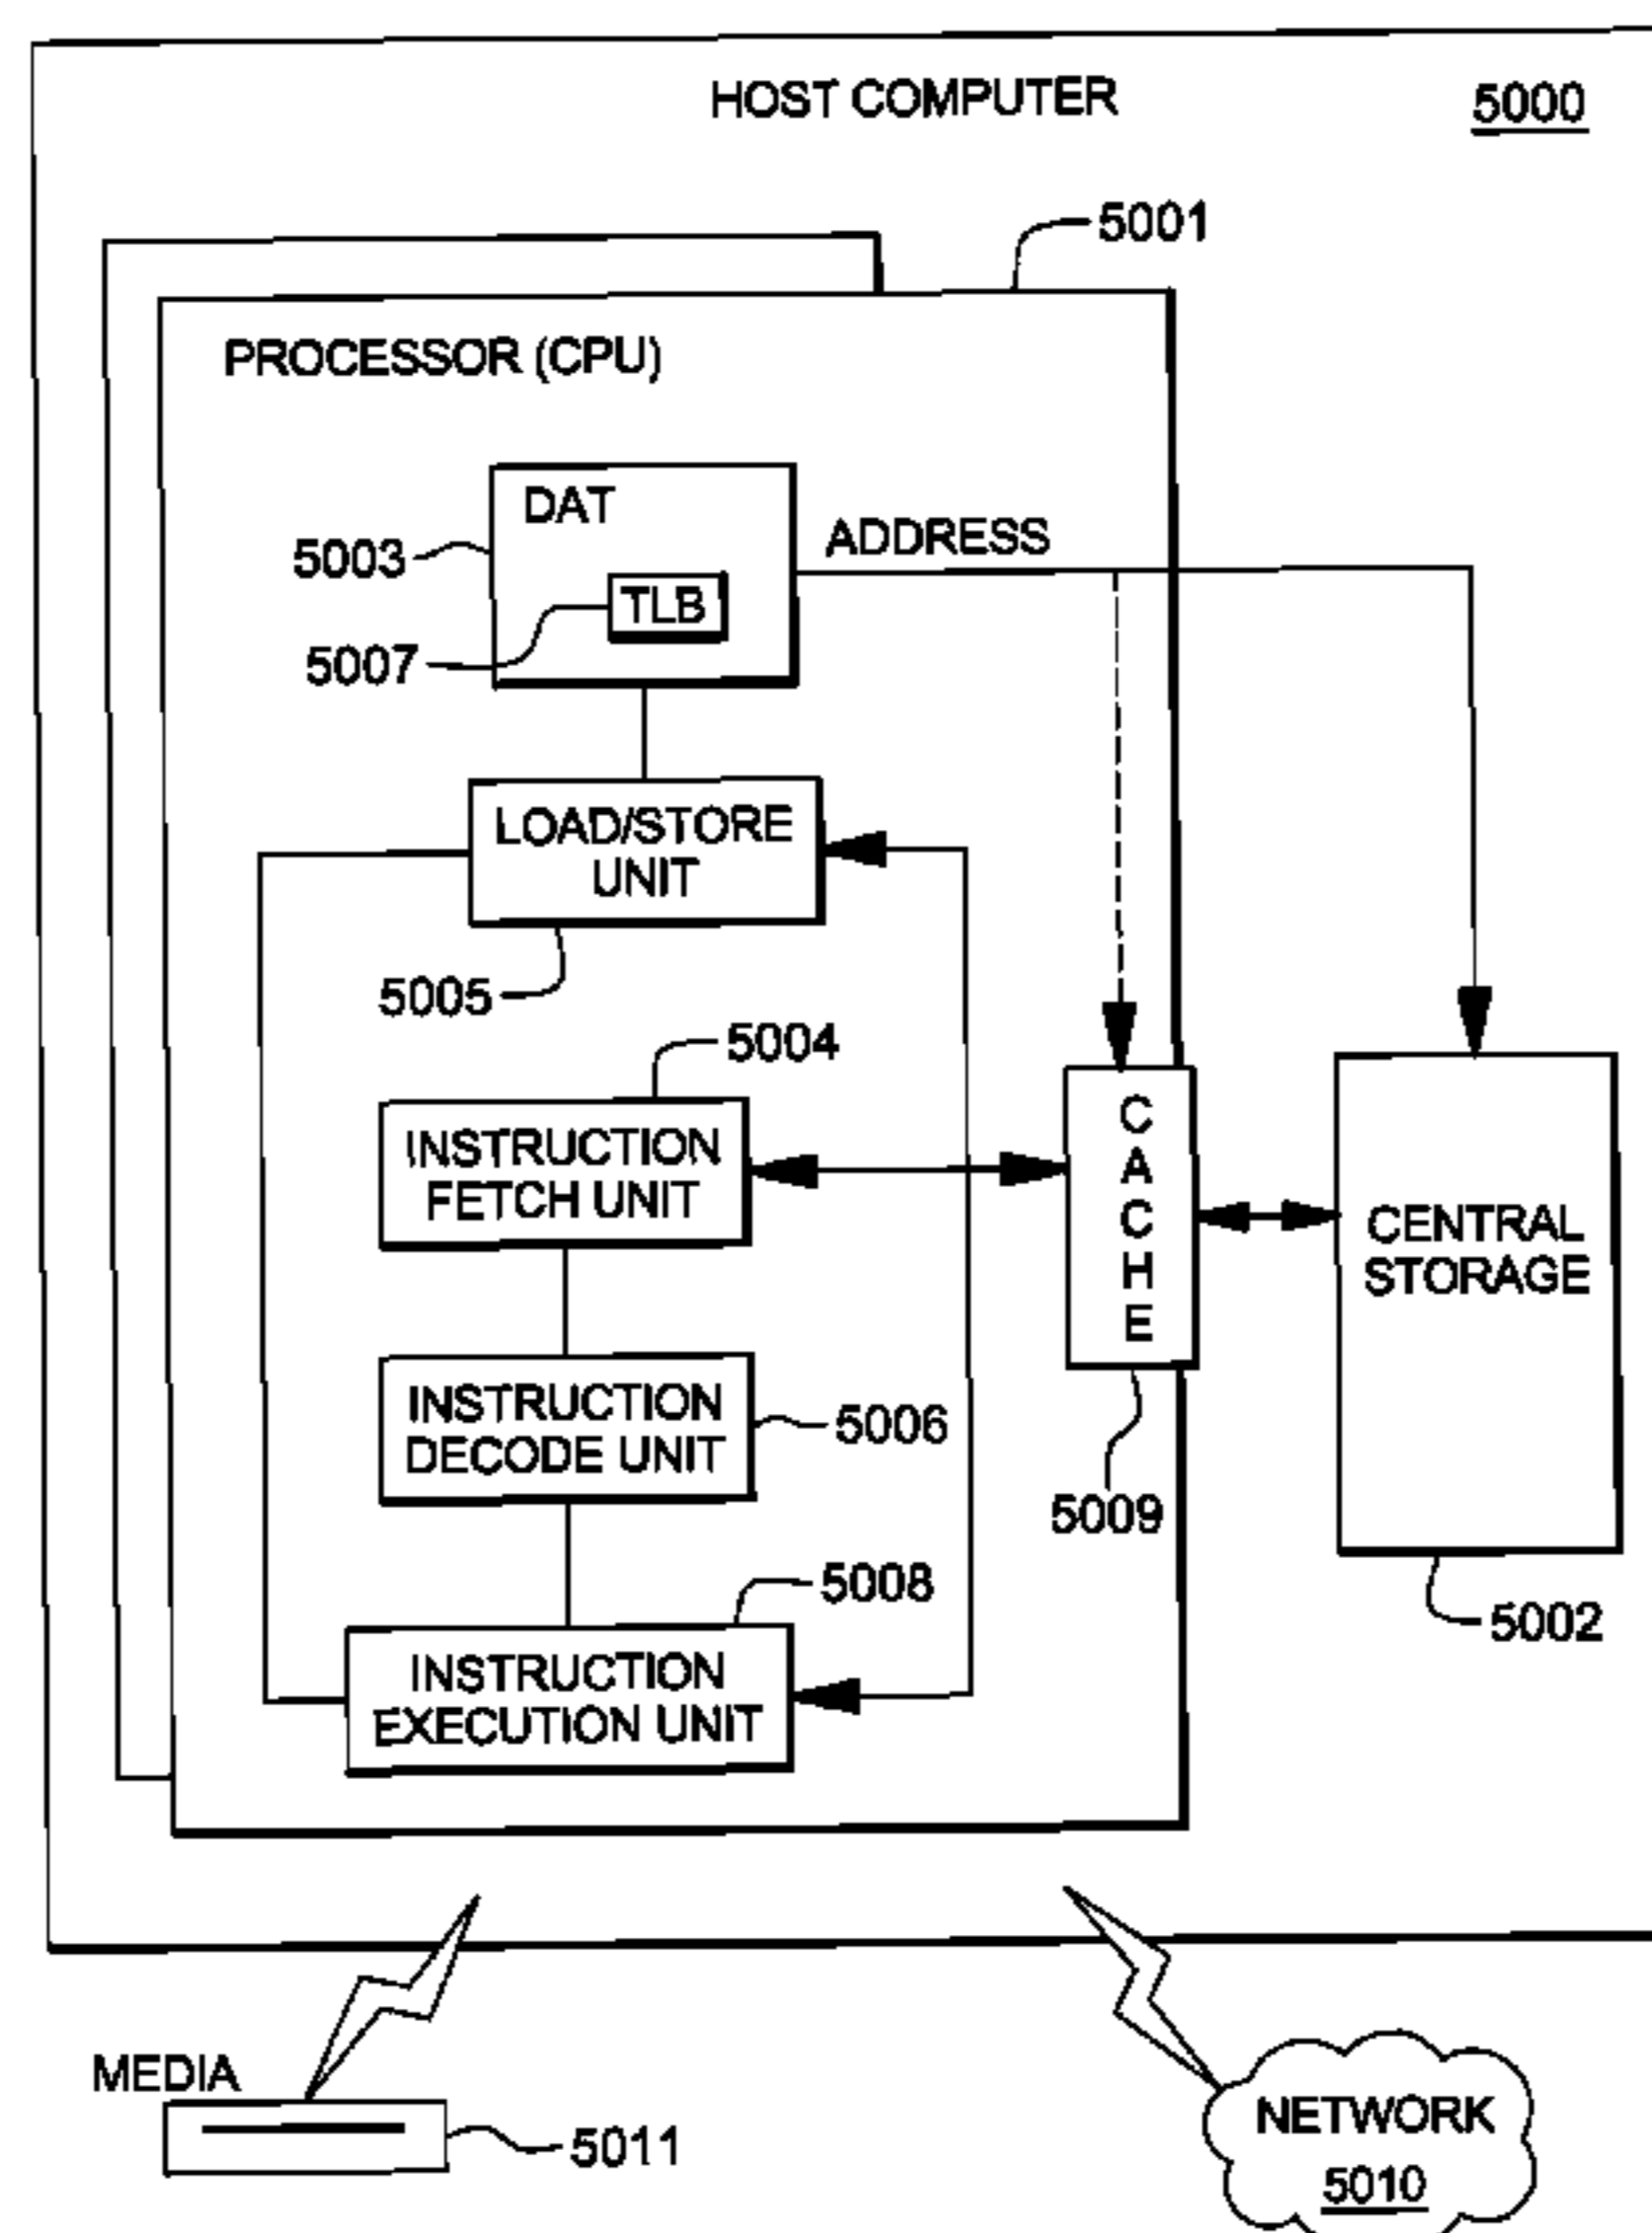 HOST COMPUTER
5000
5001
PROCESSOR (CPU)
DAT
ADDRESS
5003
TLB
5007
LOAD/STORE
UNIT
5005
5004
INSTRUCTION
FETCH UNIT
C
A
C
H
E
CENTRAL
STORAGE
INSTRUCTION
DECODE UNIT
5006
5009
5008
5002
INSTRUCTION
EXECUTION UNIT
MEDIA
5011
NETWORK
5010